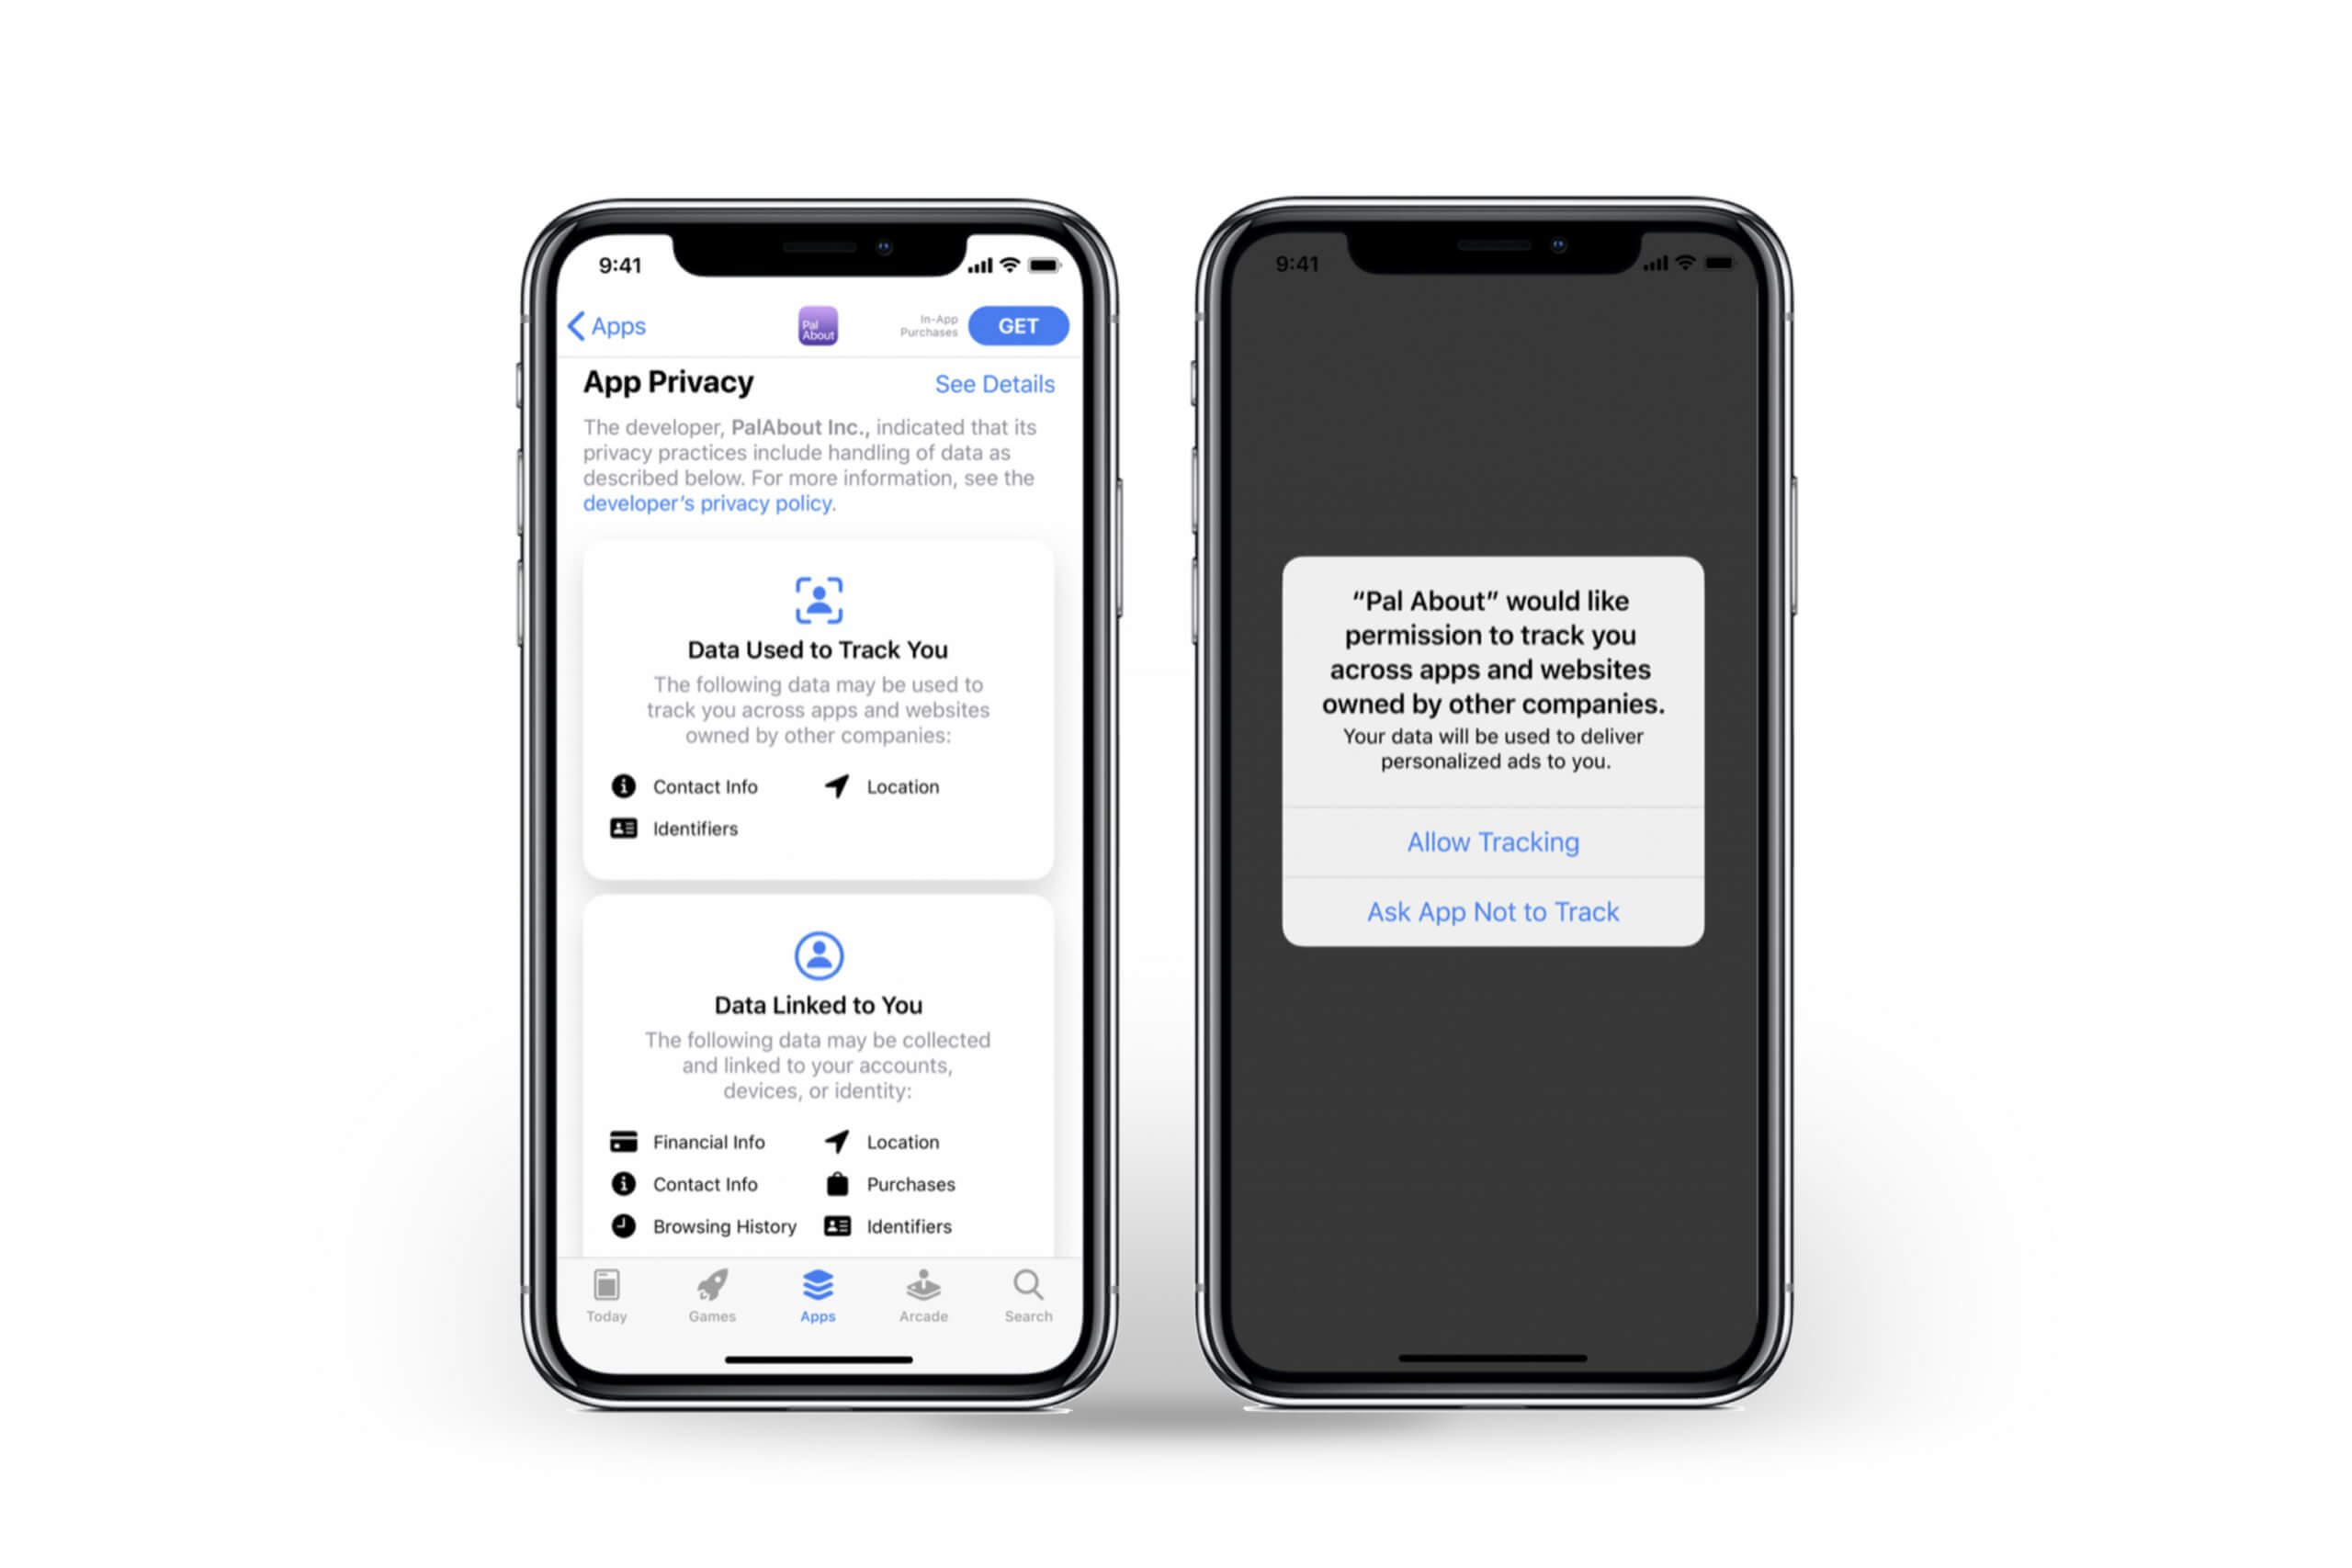 9:41
Apps
Pal
About
In-App
Purchases
GET
App Privacy
See Details
The developer, PalAbout Inc., indicated that its
privacy practices include handling of data as
described below. For more information, see the
developer's privacy policy.
Data Used to Track You
The following data may be used to
track you across apps and websites
owned by other companies:
Contact Info
Location
Identifiers
Data Linked to You
The following data may be collected
and linked to your accounts,
devices, or identity:
Financial Info
Location
Contact Info
Purchases
Browsing History
Identifiers
Today
Games
Apps
Arcade
Search
9:41
“Pal About” would like
permission to track you
across apps and websites
owned by other companies.
Your data will be used to deliver
personalized ads to you.
Allow Tracking
Ask App Not to Track